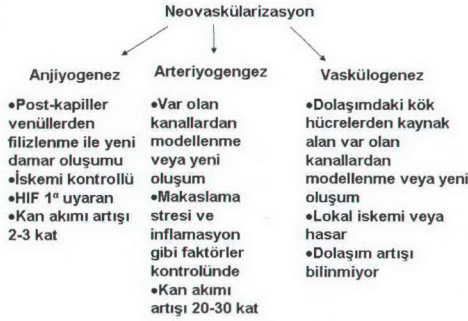 Neovaskülarizasyon
Anjiyogenez
•Post-kapiller
venüllerden
filizlenme ile yeni
damar oluşumu
•İskemi kontrollü
•HIF 1ᵅ uyaran
•Kan akımı artışı
2-3 kat
Arteriyogengez
•Var olan
kanallardan
modellenme
veya yeni
oluşum
•Makaslama
stresi ve
inflamasyon
gibi faktörler
kontrolünde
•Kan akımı
artışı 20-30 kat
Vaskülogenez
•Dolaşımdaki kök
hücrelerden kaynak
alan var olan
kanallardan
modellenme veya yeni
oluşum
•Lokal iskemi veya
hasar
•Dolaşım artışı
bilinmiyor